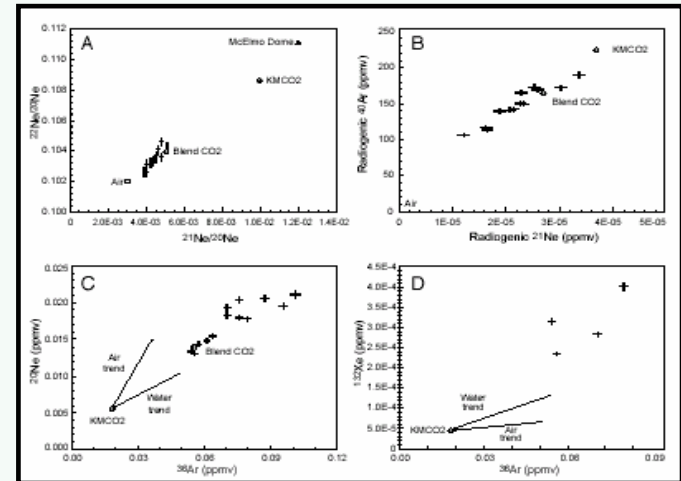 A
McElmo Dome
KMCO2
Blend CO2
Air
0.112
0.110
0.108
0.106
0.104
0.102
0.100
22Ne/20Ne
2.0E-03 4.0E-03 6.0E-03 8.0E-03 1.0E-02 1.2E-02 1.4E-02
21Ne/20Ne
B
KMCO2
Blend CO2
Air
250
200
150
100
50
0
Radiogenic 40Ar (ppmv)
0 1E-05 2E-05 3E-05 4E-05 5E-05
Radiogenic 21Ne (ppmv)
C
Air trend
Blend CO2
Water trend
KMCO2
0.025
0.020
0.015
0.010
0.005
0.000
20Ne (ppmv)
0.00 0.03 0.06 0.09 0.12
36Ar (ppmv)
D
Water trend
KMCO2
Air trend
4.5E-4
4.0E-4
3.5E-4
3.0E-4
2.5E-4
2.0E-4
1.5E-4
1.0E-4
5.0E-5
0
132Xe (ppmv)
0.00 0.03 0.06 0.09
36Ar (ppmv)